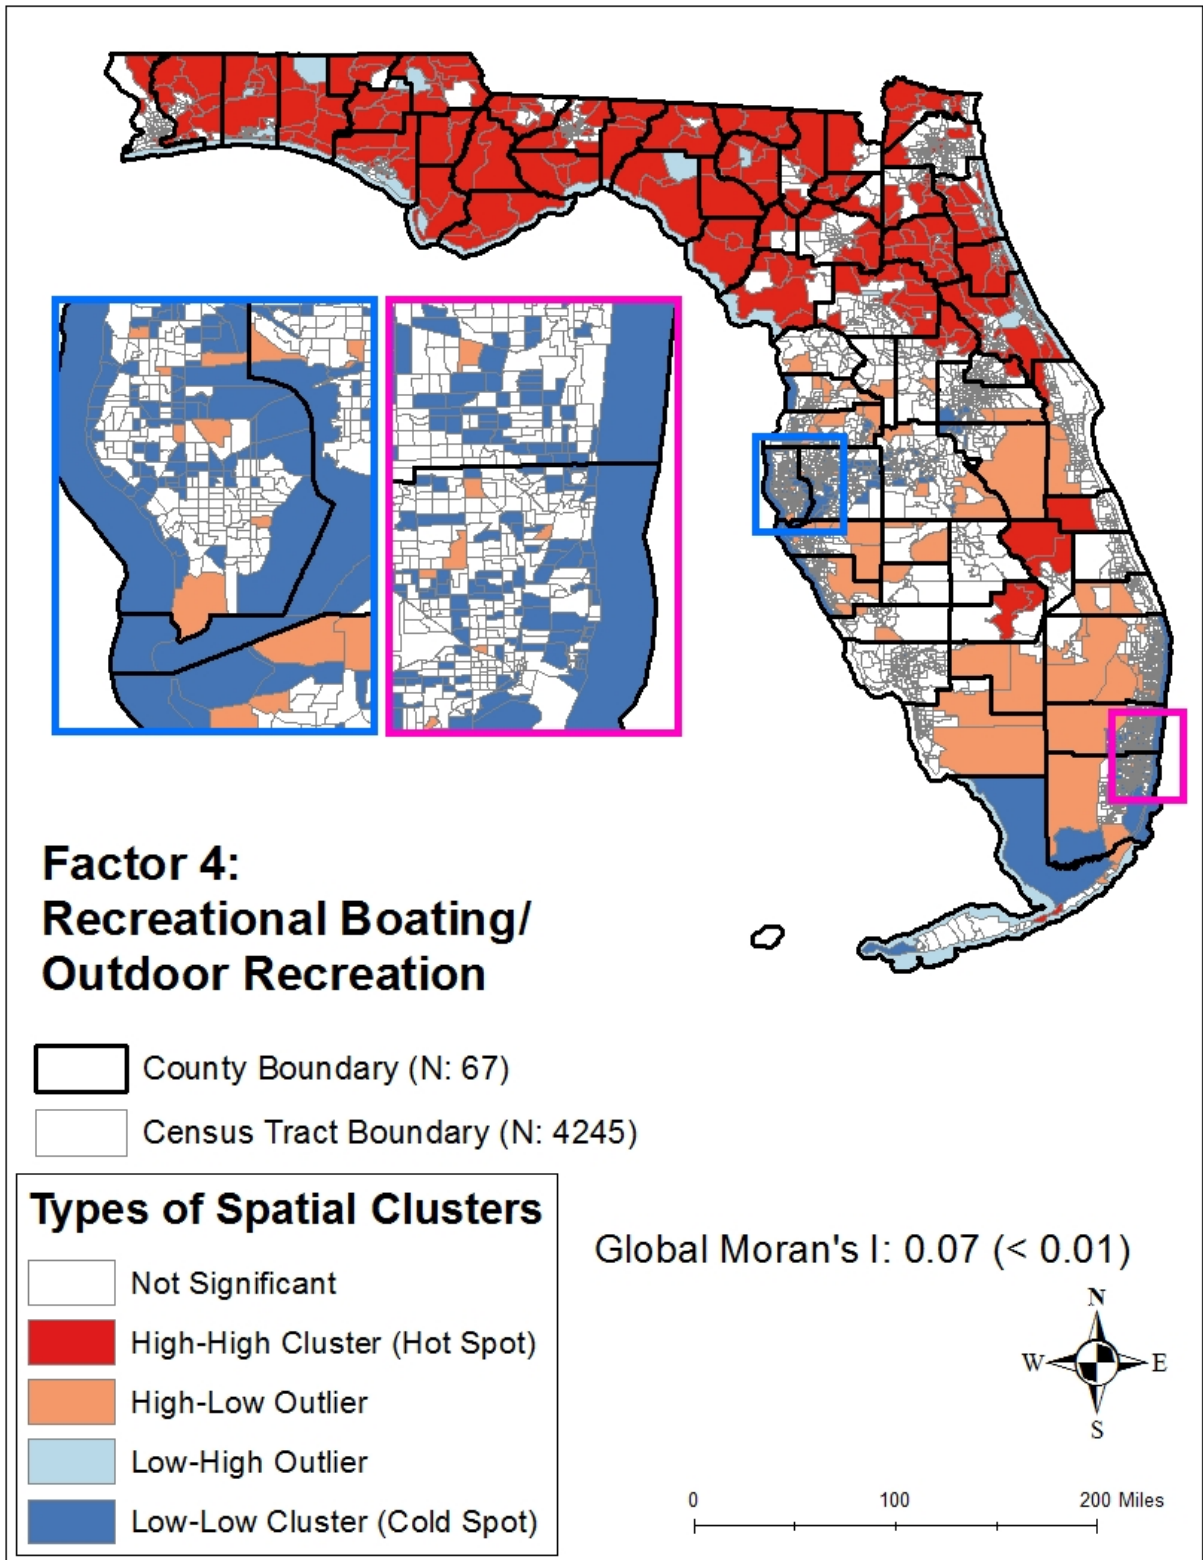 Factor 4:
Recreational Boating/
Outdoor Recreation
County Boundary (N: 67)
Census Tract Boundary (N: 4245)
Types of Spatial Clusters
Not Significant
High-High Cluster (Hot Spot)
High-Low Outlier
Low-High Outlier
Low-Low Cluster (Cold Spot)
Global Moran's I: 0.07 (< 0.01)
N
W E
S
0 100 200 Miles